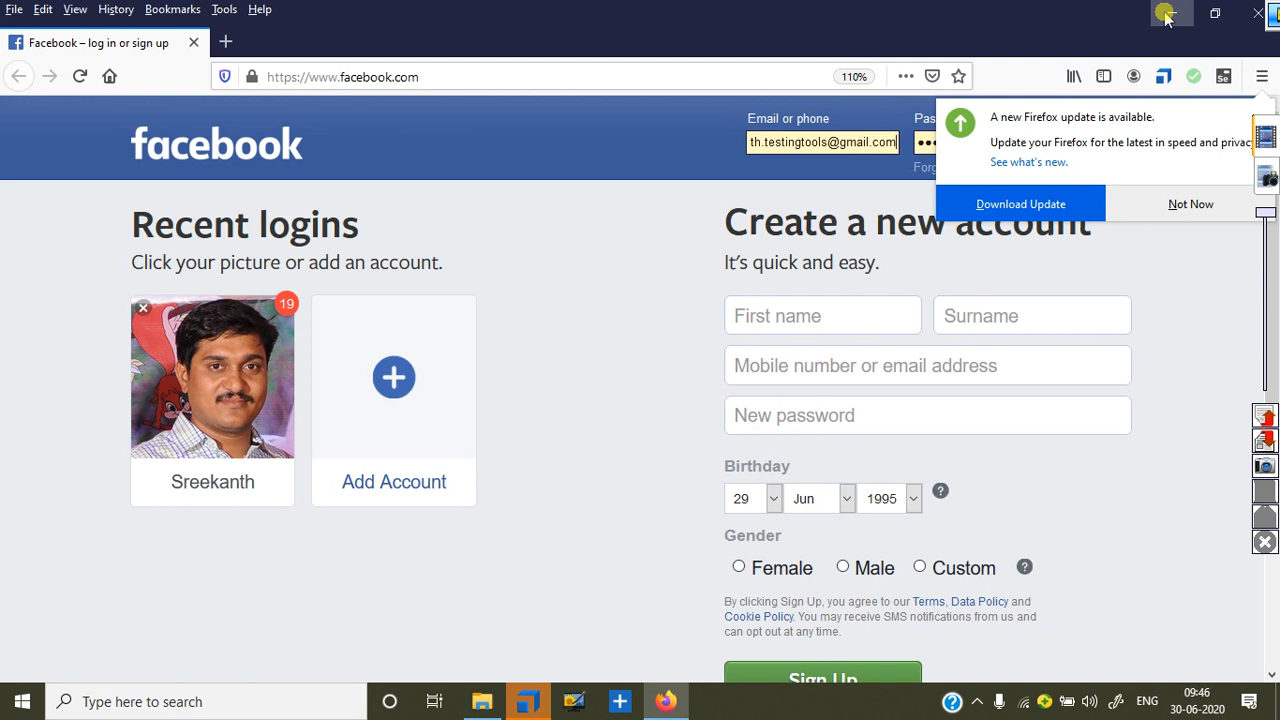 File Edit View History Bookmarks Tools Help
Facebook – log in or sign up
https://www.facebook.com
110%
Se
facebook
Email or phone
th.testingtools@gmail.com
A new Firefox update is available.
Update your Firefox for the latest in speed and privac
See what's new.
Download Update
Not Now
Recent logins
Click your picture or add an account.
19
Sreekanth
Add Account
Create a new account
It's quick and easy.
First name
Surname
Mobile number or email address
New password
Birthday
29
Jun
1995
?
Gender
Female
Male
Custom
?
By clicking Sign Up, you agree to our Terms, Data Policy and
Cookie Policy. You may receive SMS notifications from us and
can opt out at any time.
Sign Up
Type here to search
ENG
09:46
30-06-2020